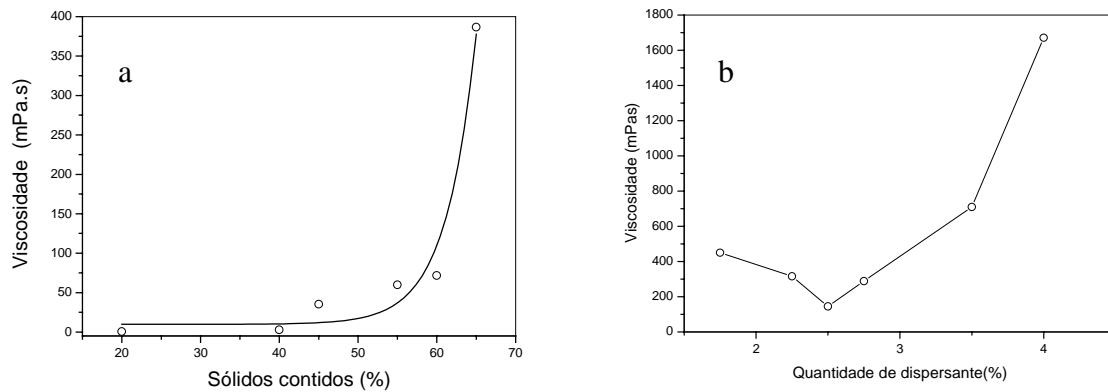 400
350
300
250
200
150
100
50
0
Viscosidade (mPa.s)
a
20 30 40 50 60 70
Sólidos contidos (%)
1800
1600
1400
1200
1000
800
600
400
200
0
Viscosidade (mPas)
b
2 3 4
Quantidade de dispersante(%)